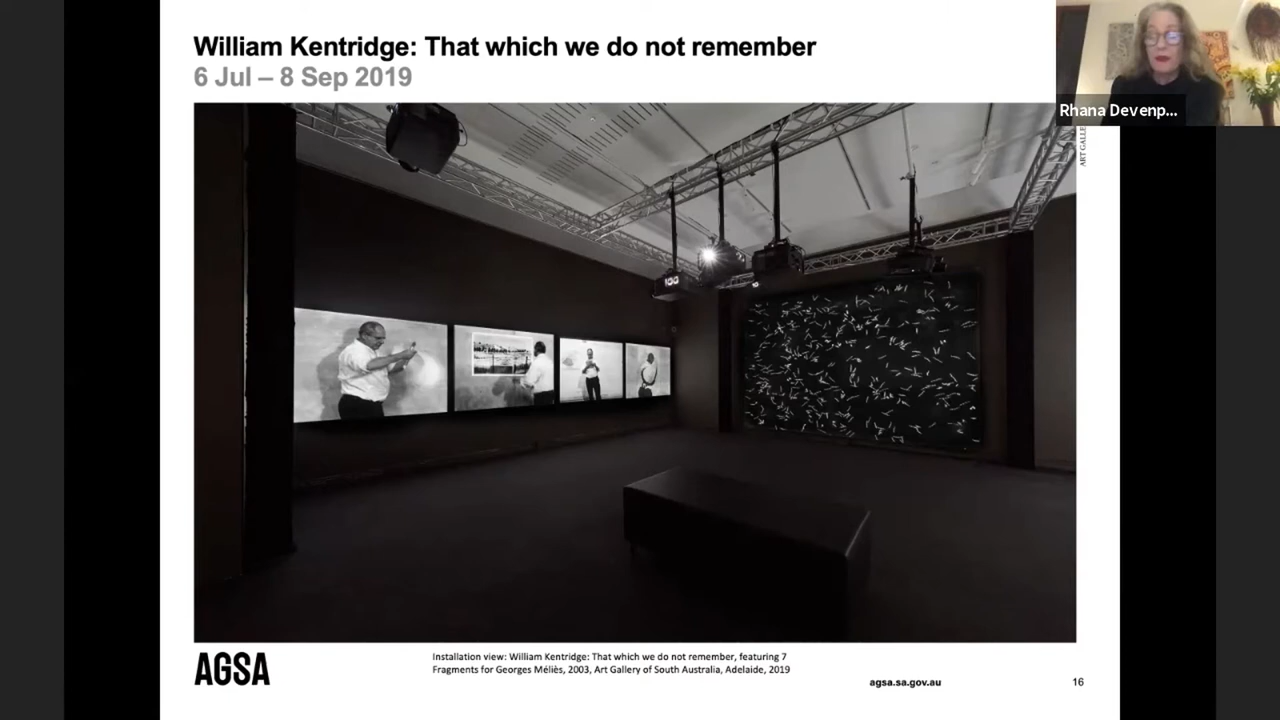 William Kentridge: That which we do not remember
6 Jul – 8 Sep 2019
Rhana Devenp...
ART GALLE
AGSA
Installation view: William Kentridge: That which we do not remember, featuring 7
Fragments for Georges Méliès, 2003, Art Gallery of South Australia, Adelaide, 2019
agsa.sa.gov.au
16